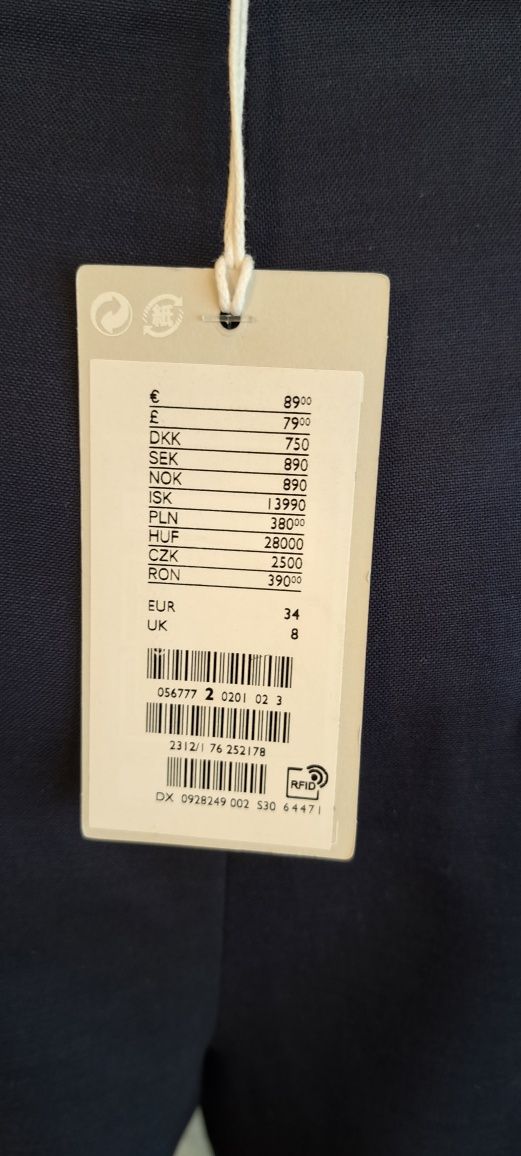 紙
€ 89⁰⁰
£ 79⁰⁰
DKK 750
SEK 890
NOK 890
ISK 13990
PLN 380⁰⁰
HUF 28000
CZK 2500
RON 390⁰⁰
EUR 34
UK 8
056777 2 0201 02 3
2312/1 76 252178
RFID
DX 0928249 002 S30 64471